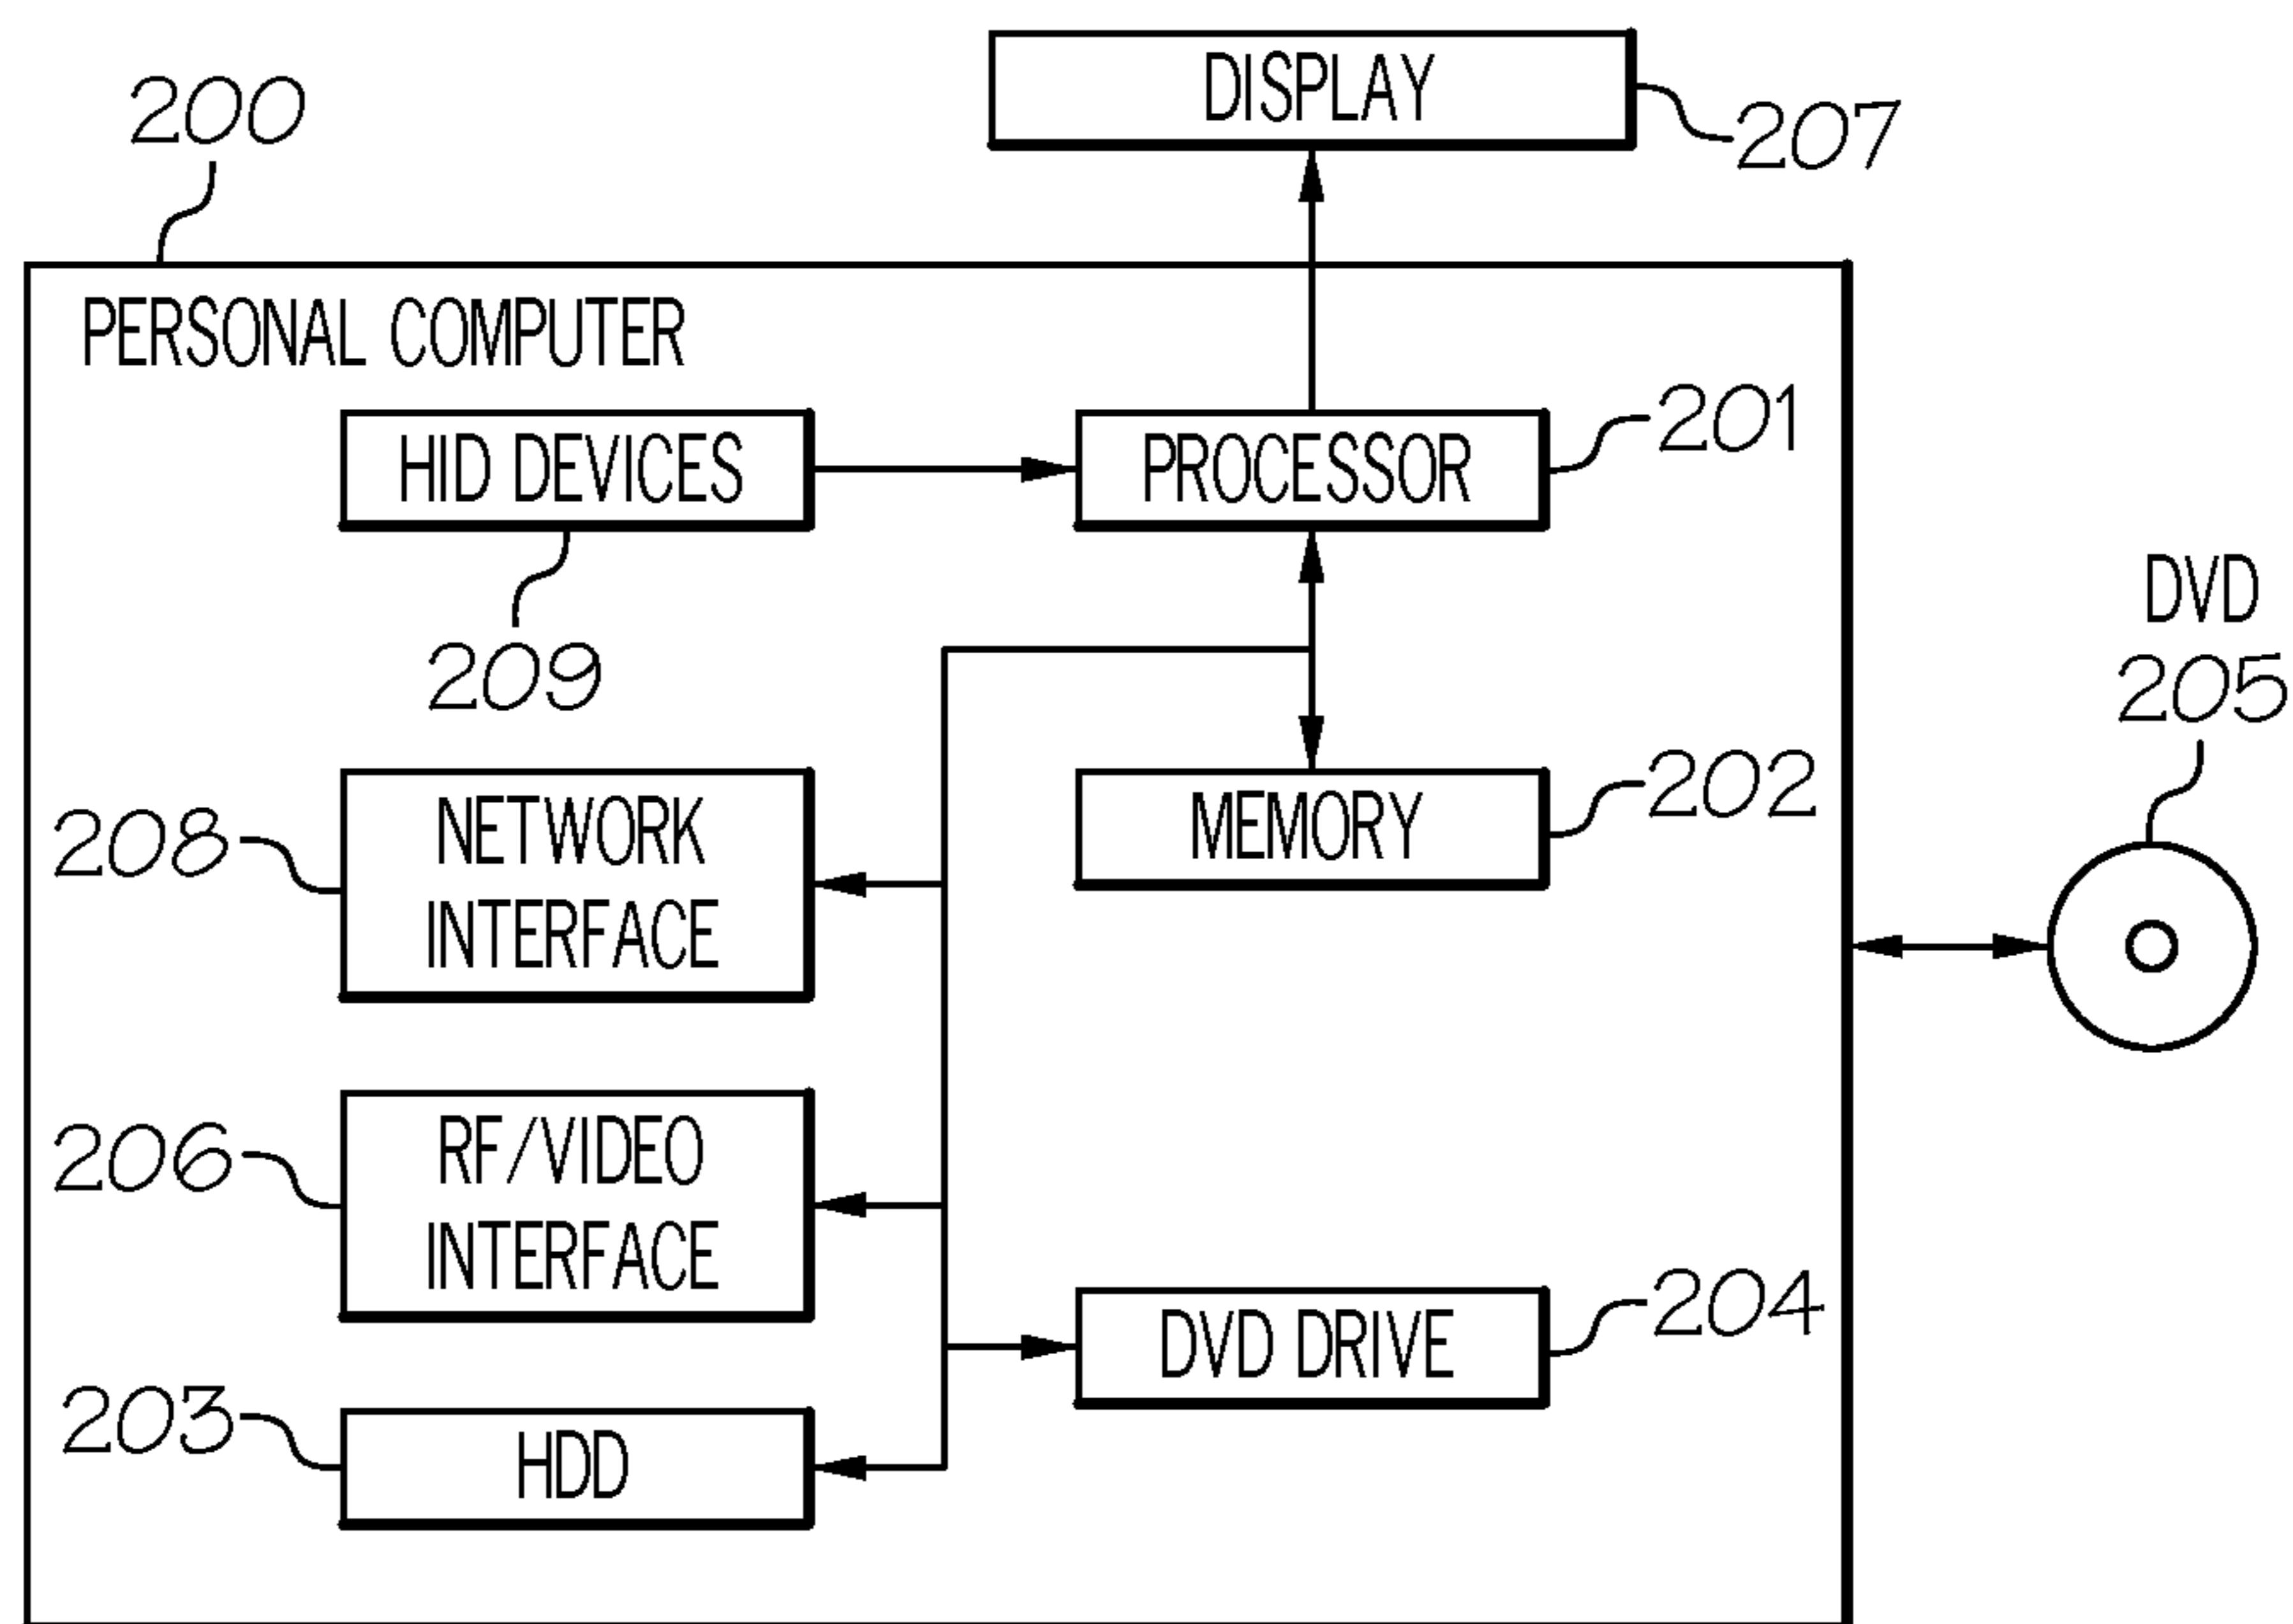 DISPLAY
207
200
PERSONAL COMPUTER
HID DEVICES
209
PROCESSOR
201
DVD
205
NETWORK
INTERFACE
208
MEMORY
202
RF/VIDEO
INTERFACE
206
DVD DRIVE
204
HDD
203